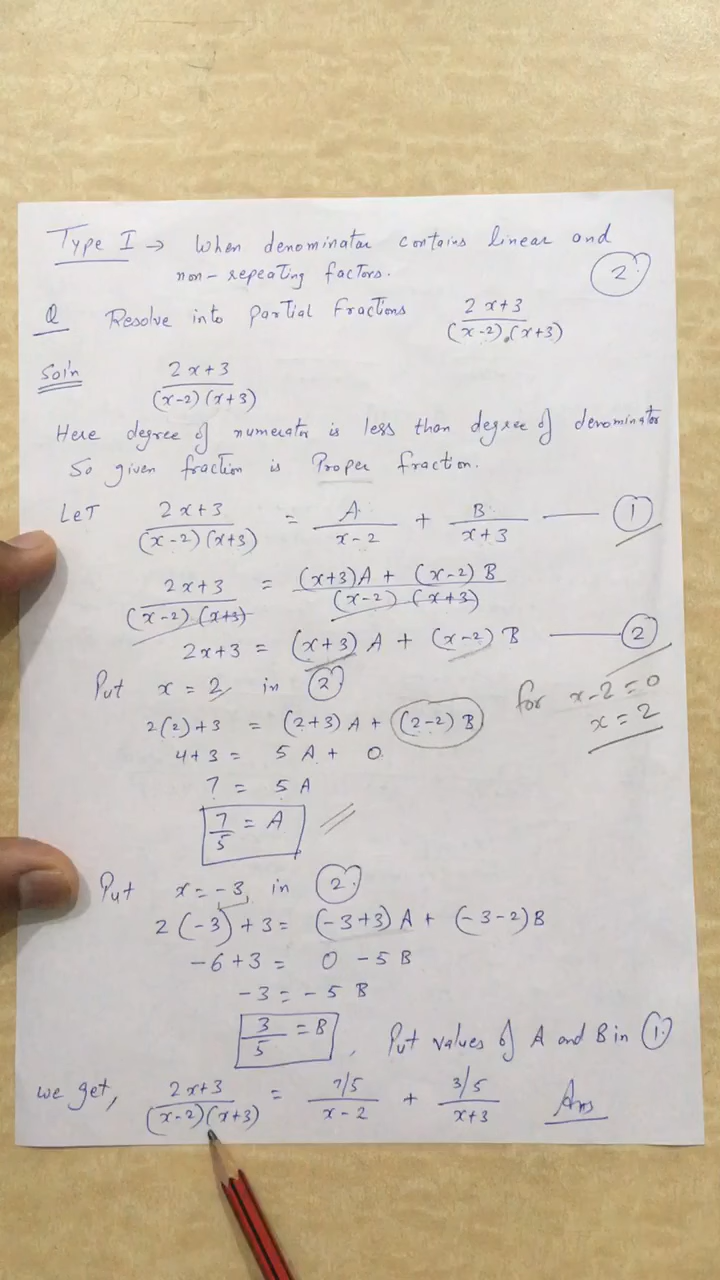 Type I → When denominator contains linear and
non-repeating factors.
2
Q Resolve into Partial Fractions 2x+3 / (x-2).(x+3)
Sol'n 2x+3 / (x-2)(x+3)
Here degree of numerator is less than degree of denominator
So given fraction is Proper fraction.
Let 2x+3 / (x-2)(x+3) = A / x-2 + B / x+3 — ①
2x+3 / (x-2)(x+3) = (x+3)A + (x-2)B / (x-2)(x+3)
2x+3 = (x+3)A + (x-2)B — ②
Put x = 2 in ②
for x-2=0
x=2
2(2)+3 = (2+3)A + (2-2)B
4+3 = 5A + 0
7 = 5A
7/5 = A
Put x=-3 in ②
2(-3)+3 = (-3+3)A + (-3-2)B
-6+3 = 0 -5B
-3 = -5B
3/5 = B, Put values of A and B in ①
we get, 2x+3 / (x-2)(x+3) = 7/5 / x-2 + 3/5 / x+3 Ans